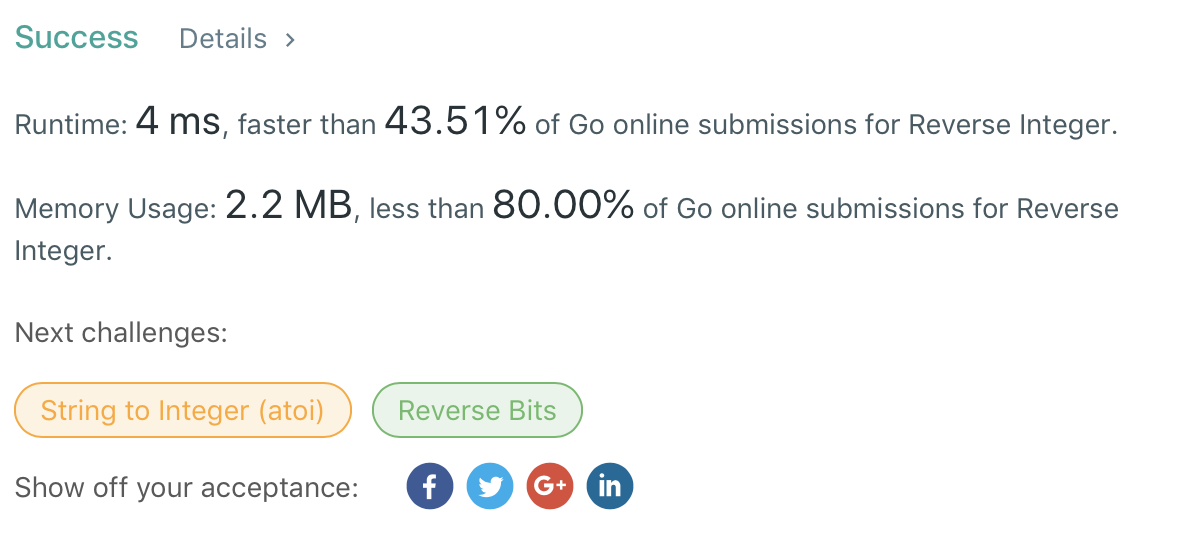 Success Details >
Runtime: 4 ms, faster than 43.51% of Go online submissions for Reverse Integer.
Memory Usage: 2.2 MB, less than 80.00% of Go online submissions for Reverse
Integer.
Next challenges:
String to Integer (atoi) Reverse Bits
Show off your acceptance: f G+ in